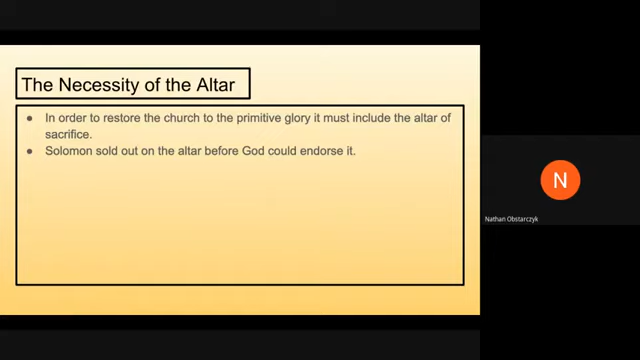 The Necessity of the Altar
● In order to restore the church to the primitive glory it must include the altar of
sacrifice.
● Solomon sold out on the altar before God could endorse it.
N
Nathan Obstarczyk